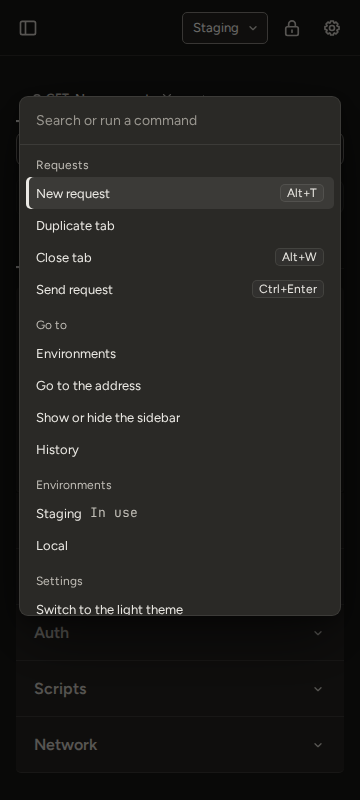 Staging
Search or run a command
Requests
New request Alt+T
Duplicate tab
Close tab Alt+W
Send request Ctrl+Enter
Go to
Environments
Go to the address
Show or hide the sidebar
History
Environments
Staging In use
Local
Settings
Switch to the light theme
Auth
Scripts
Network